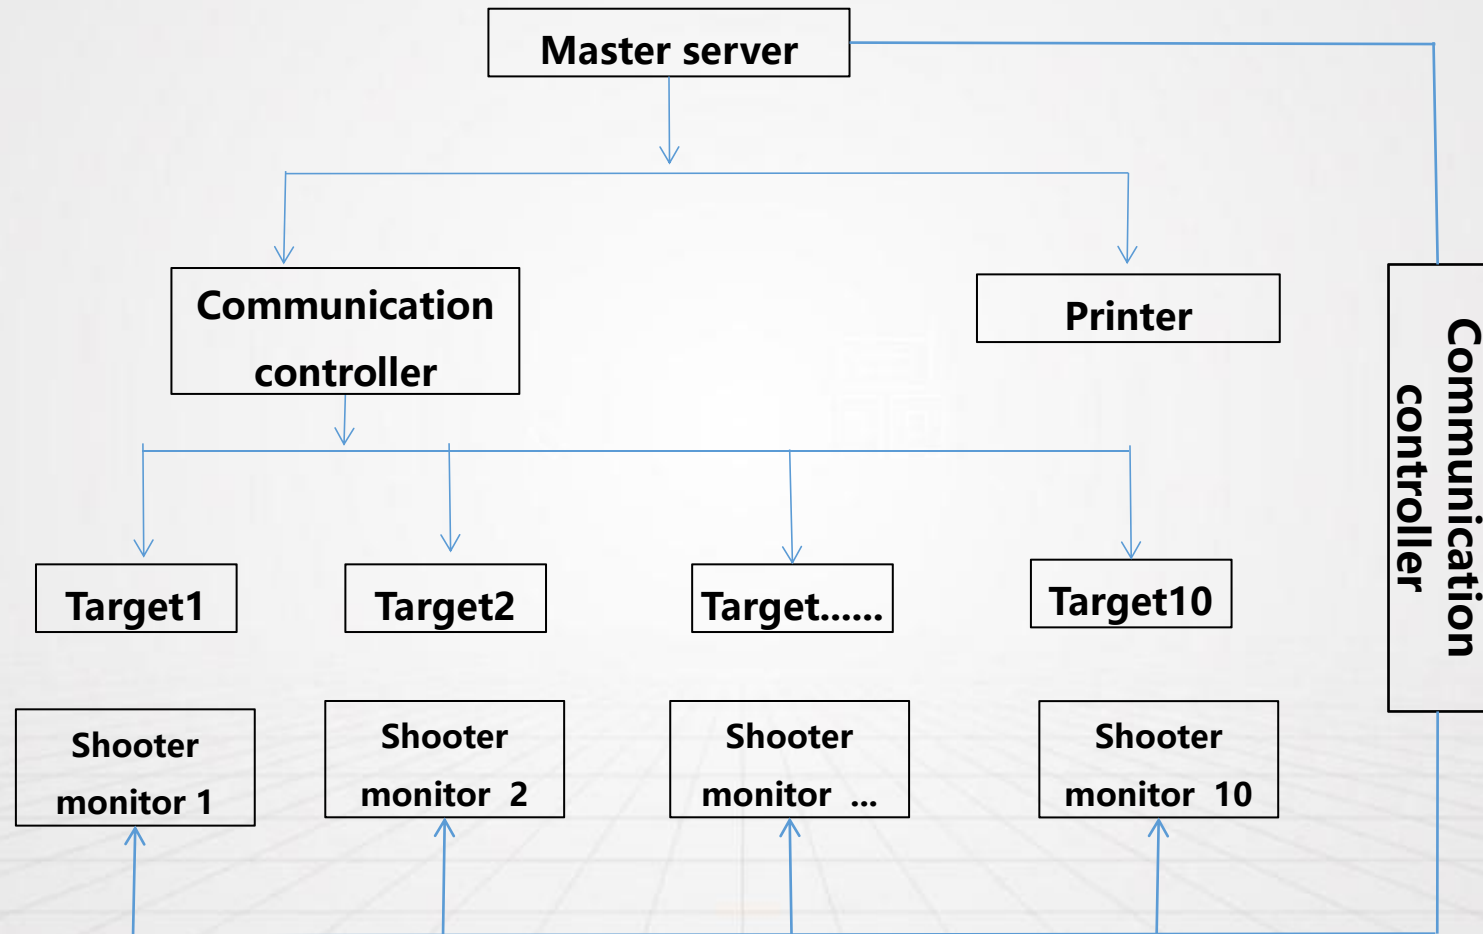 Master server
Communication
controller
Printer
Communication
controller
Target1
Target2
Target......
Target10
Shooter
monitor 1
Shooter
monitor  2
Shooter
monitor  ...
Shooter
monitor  10